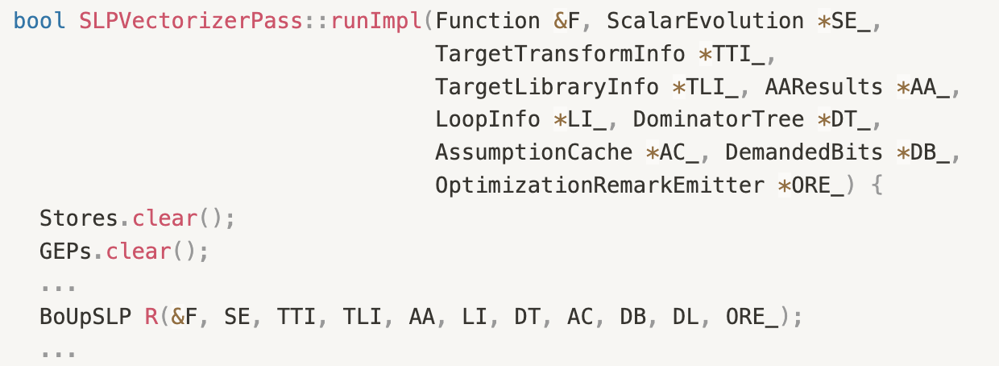 bool SLPVectorizerPass::runImpl(Function &F, ScalarEvolution *SE_,
TargetTransformInfo *TTI_,
TargetLibraryInfo *TLI_, AAResults *AA_,
LoopInfo *LI_, DominatorTree *DT_,
AssumptionCache *AC_, DemandedBits *DB_,
OptimizationRemarkEmitter *ORE_) {
Stores.clear();
GEPs.clear();
...
BoUpSLP R(&F, SE, TTI, TLI, AA, LI, DT, AC, DB, DL, ORE_);
...